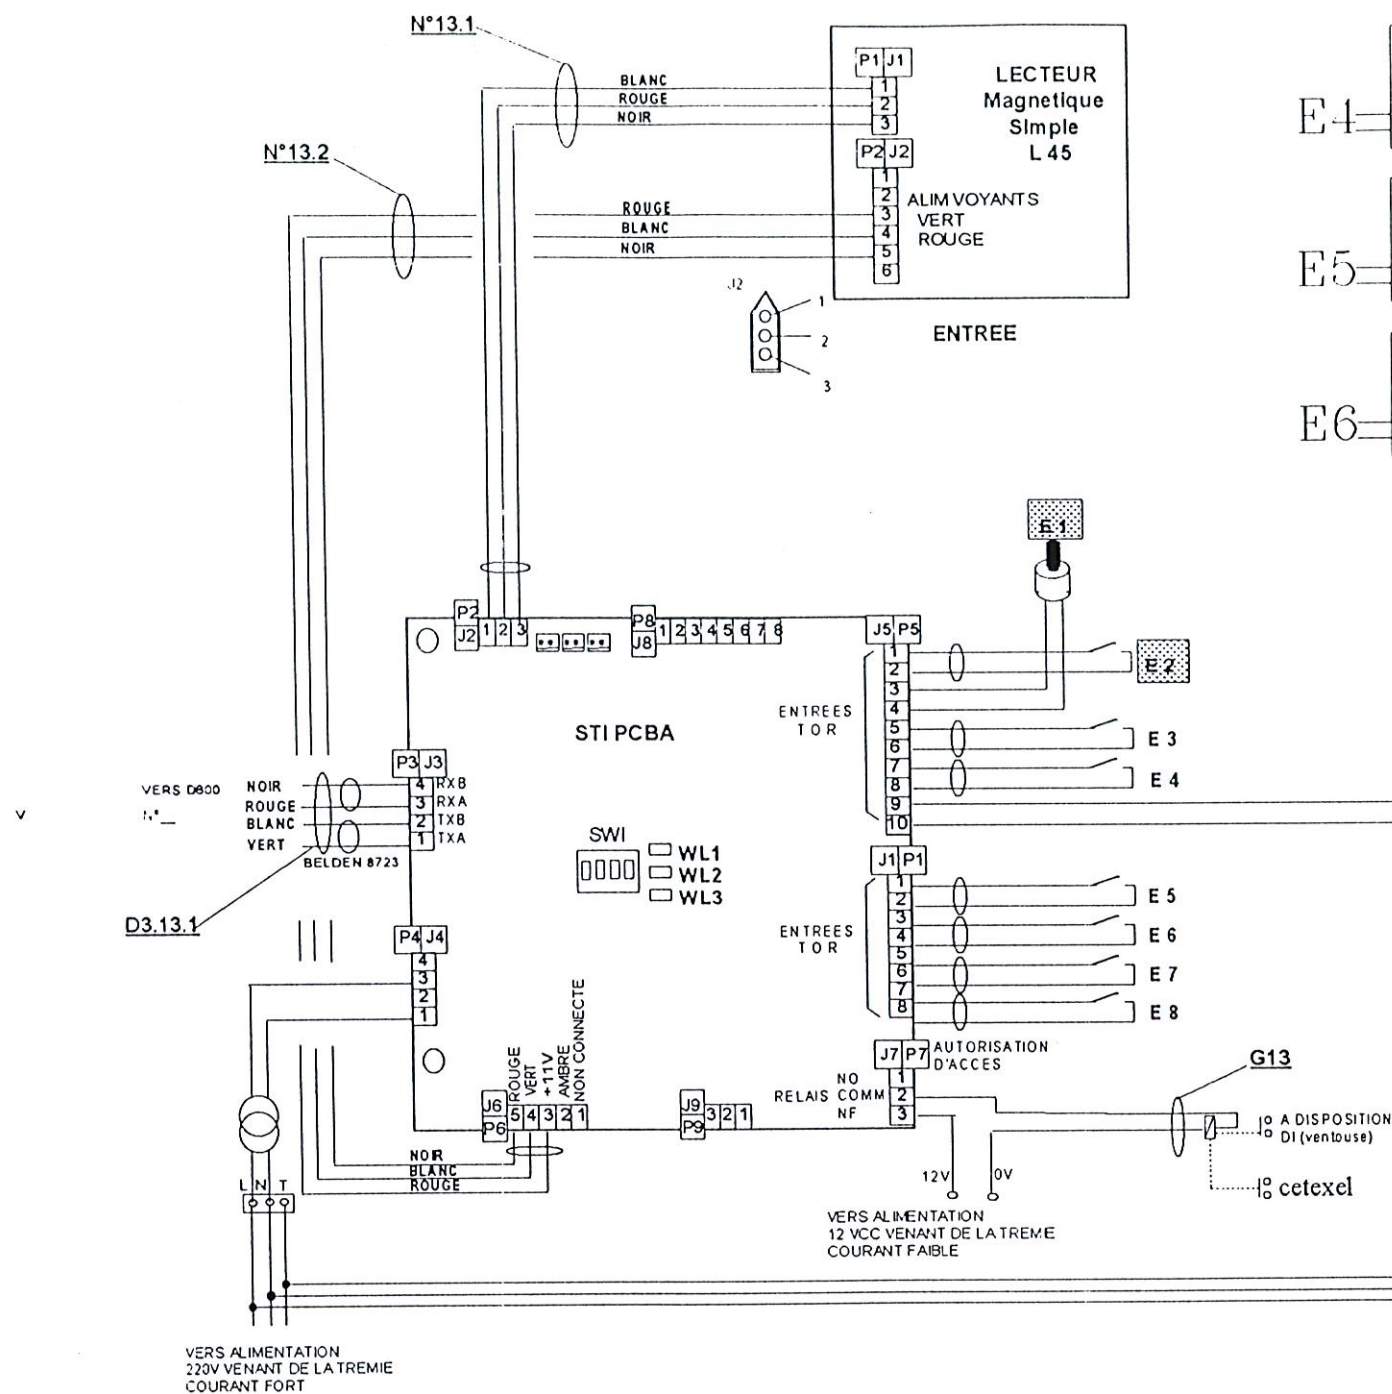 N°13.1
BLANC
ROUGE
NOIR
P1 J1
1
2
3
LECTEUR
Magnetique
Simple
L 45
E4
N°13.2
P2 J2
1
2
3
4
5
6
ALIM VOYANTS
VERT
ROUGE
ROUGE
BLANC
NOIR
E5
J2
1
2
3
ENTREE
E6
E 1
P2
J2
1 2 3
P8
J8
1 2 3 4 5 6 7 8
J5 P5
1
2
3
4
5
6
7
8
9
10
E 2
ENTREES
T O R
E 3
E 4
STI PCBA
P3 J3
4 RXB
3 RXA
2 TXB
1 TXA
VERS D800
N°__
V
NOIR
ROUGE
BLANC
VERT
BELDEN 8723
SWI
WL1
WL2
WL3
J1 P1
1
2
3
4
5
6
7
8
ENTREES
T O R
E 5
E 6
E 7
E 8
D3.13.1
P4 J4
4
3
2
1
ROUGE
VERT
+11V
AMBRE
NON CONNECTE
J6
P6
5 4 3 2 1
J9
P9
3 2 1
J7 P7
AUTORISATION
D'ACCES
NO
RELAIS COMM
NF
1
2
3
G13
NOIR
BLANC
ROUGE
L N T
12V
0V
A DISPOSITION
DI (ventouse)
cetexel
VERS ALIMENTATION
12 VCC VENANT DE LA TREME
COURANT FAIBLE
VERS ALIMENTATION
220V VENANT DE LA TREMIE
COURANT FORT